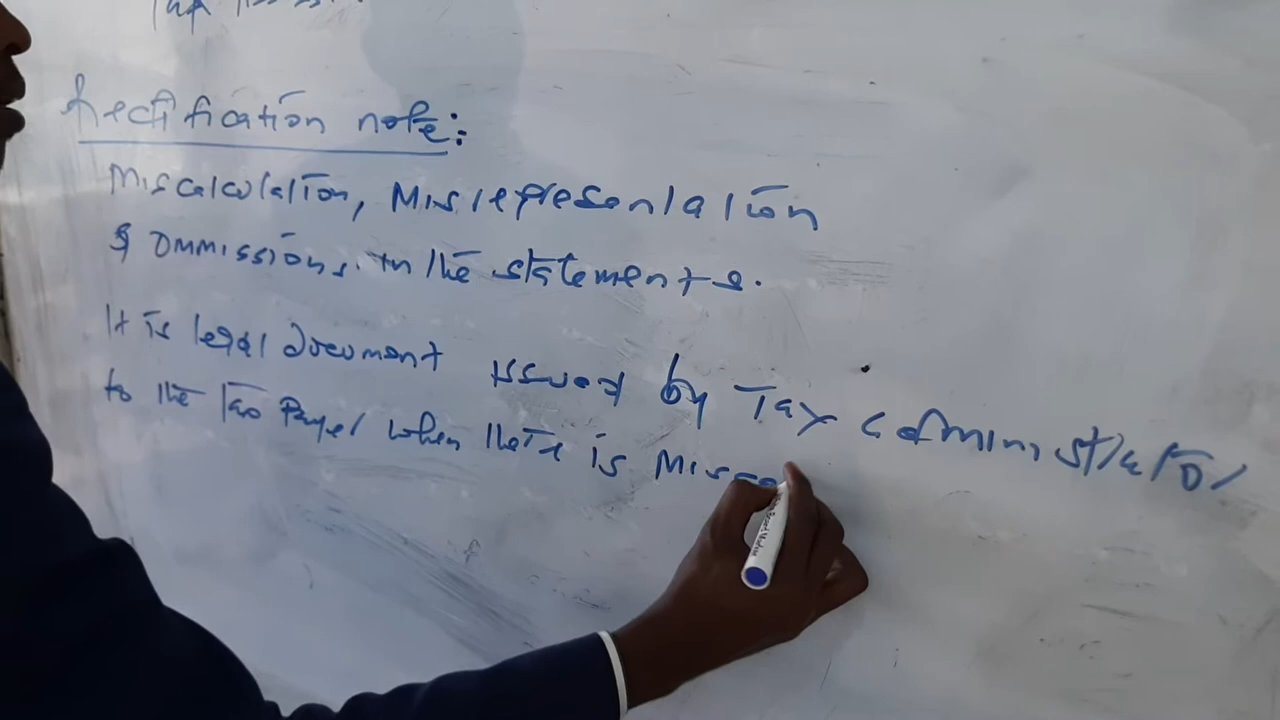 Rectification note:
Miscalculation, Misrepresentation
& Ommissions in the statements.
It is legal document issued by Tax administrator
to the Tax Payer when there is Misca